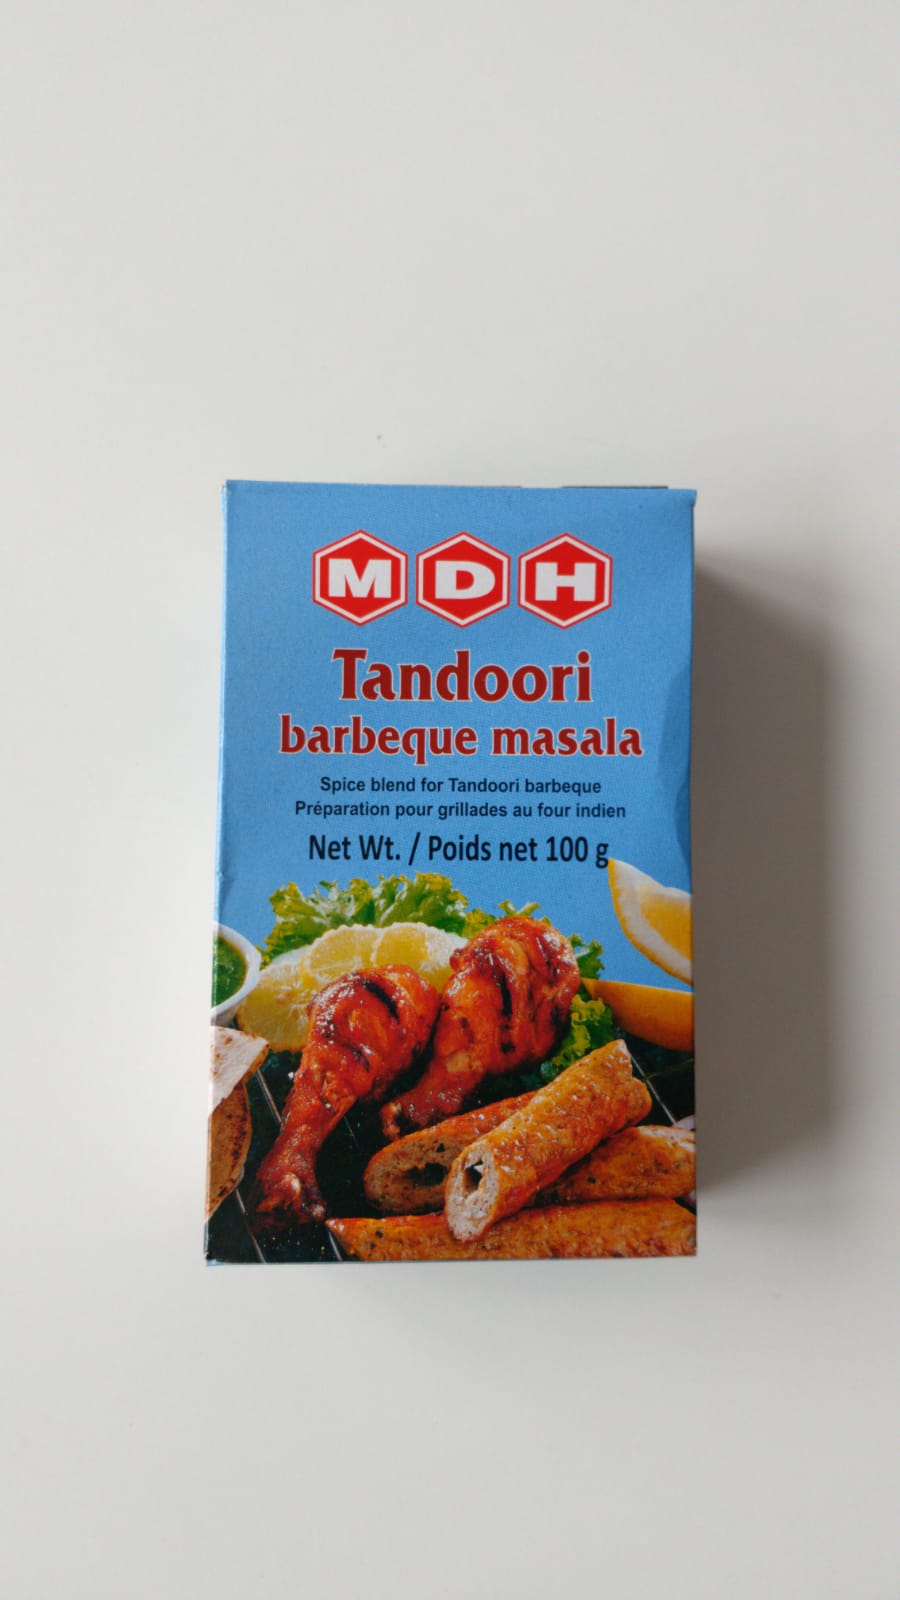 MDH
Tandoori
barbeque masala
Spice blend for Tandoori barbeque
Préparation pour grillades au four indien
Net Wt. / Poids net 100 g